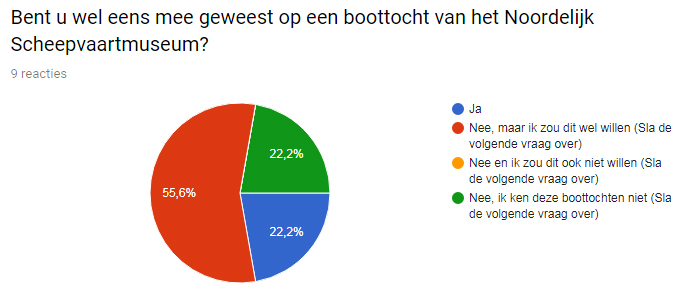 Bent u wel eens mee geweest op een boottocht van het Noordelijk
Scheepvaartmuseum?
9 reacties
Ja
Nee, maar ik zou dit wel willen (Sla de
volgende vraag over)
Nee en ik zou dit ook niet willen (Sla
de volgende vraag over)
Nee, ik ken deze boottochten niet (Sla
de volgende vraag over)
22,2%
55,6%
22,2%